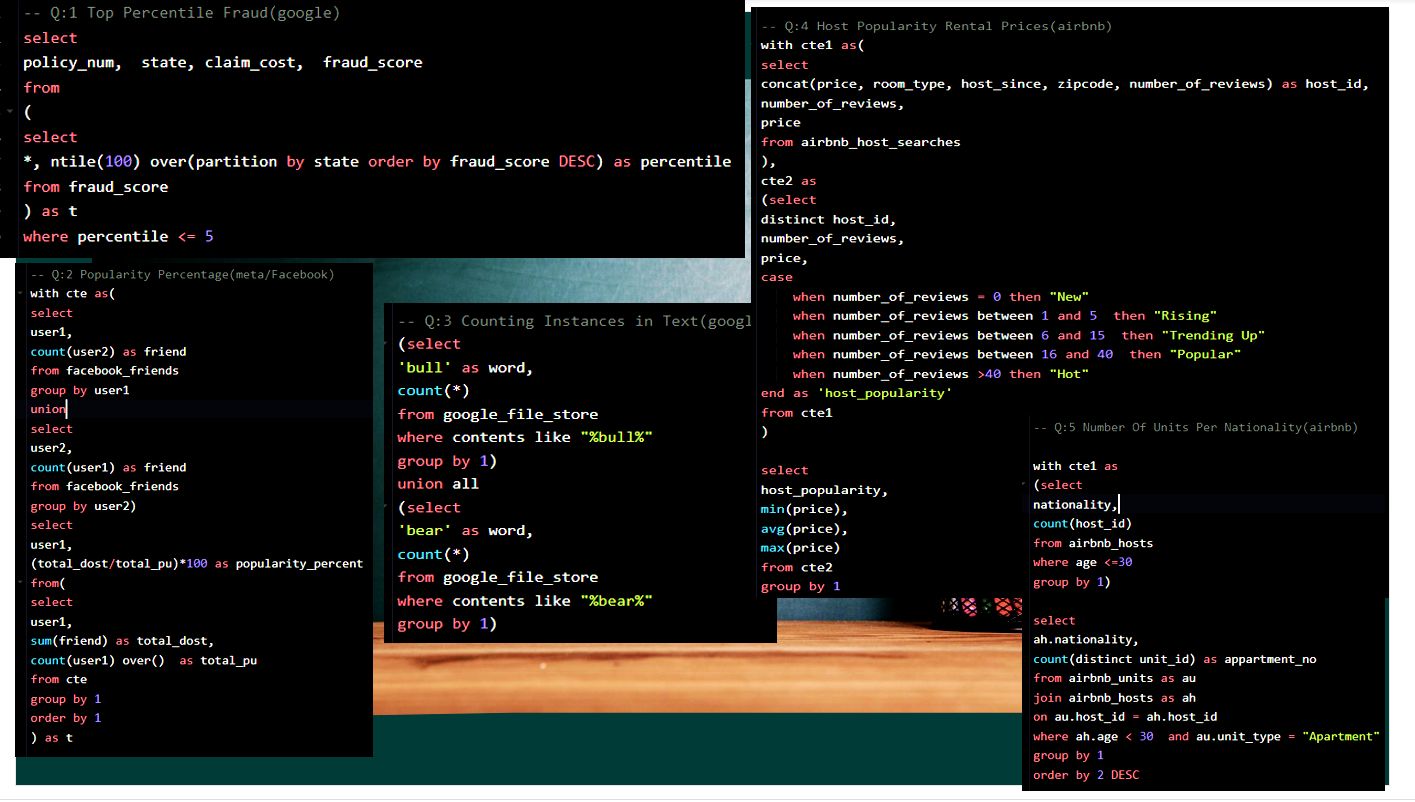 -- Q:1 Top Percentile Fraud(google)
select
policy_num,  state, claim_cost,  fraud_score
from
(
select
*, ntile(100) over(partition by state order by fraud_score DESC) as percentile
from fraud_score
) as t
where percentile <= 5
-- Q:2 Popularity Percentage(meta/Facebook)
with cte as(
select
user1,
count(user2) as friend
from facebook_friends
group by user1
union
select
user2,
count(user1) as friend
from facebook_friends
group by user2)
select
user1,
(total_dost/total_pu)*100 as popularity_percent
from(
select
user1,
sum(friend) as total_dost,
count(user1) over()  as total_pu
from cte
group by 1
order by 1
) as t
-- Q:3 Counting Instances in Text(googl
(select
'bull' as word,
count(*)
from google_file_store
where contents like "%bull%"
group by 1)
union all
(select
'bear' as word,
count(*)
from google_file_store
where contents like "%bear%"
group by 1)
-- Q:4 Host Popularity Rental Prices(airbnb)
with cte1 as(
select
concat(price, room_type, host_since, zipcode, number_of_reviews) as host_id,
number_of_reviews,
price
from airbnb_host_searches
),
cte2 as
(select
distinct host_id,
number_of_reviews,
price,
case
when number_of_reviews = 0 then "New"
when number_of_reviews between 1 and 5  then "Rising"
when number_of_reviews between 6 and 15  then "Trending Up"
when number_of_reviews between 16 and 40  then "Popular"
when number_of_reviews >40 then "Hot"
end as 'host_popularity'
from cte1
)
select
host_popularity,
min(price),
avg(price),
max(price)
from cte2
group by 1
-- Q:5 Number Of Units Per Nationality(airbnb)
with cte1 as
(select
nationality,
count(host_id)
from airbnb_hosts
where age <=30
group by 1)
select
ah.nationality,
count(distinct unit_id) as appartment_no
from airbnb_units as au
join airbnb_hosts as ah
on au.host_id = ah.host_id
where ah.age < 30  and au.unit_type = "Apartment"
group by 1
order by 2 DESC